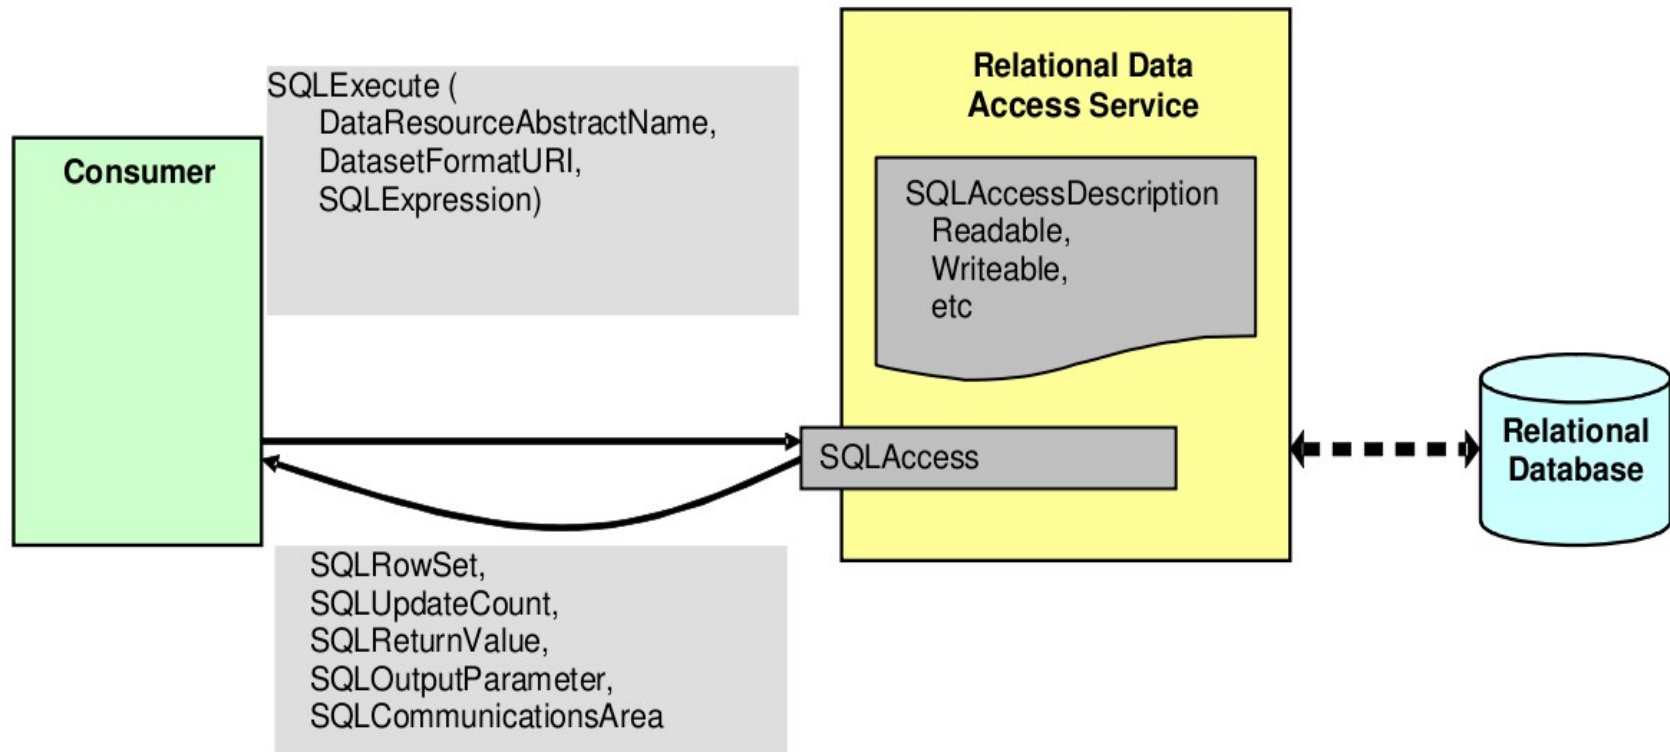 Consumer
SQLExecute (
DataResourceAbstractName,
DatasetFormatURI,
SQLExpression)
Relational Data
Access Service
SQLAccessDescription
Readable,
Writeable,
etc
SQLAccess
Relational
Database
SQLRowSet,
SQLUpdateCount,
SQLReturnValue,
SQLOutputParameter,
SQLCommunicationsArea